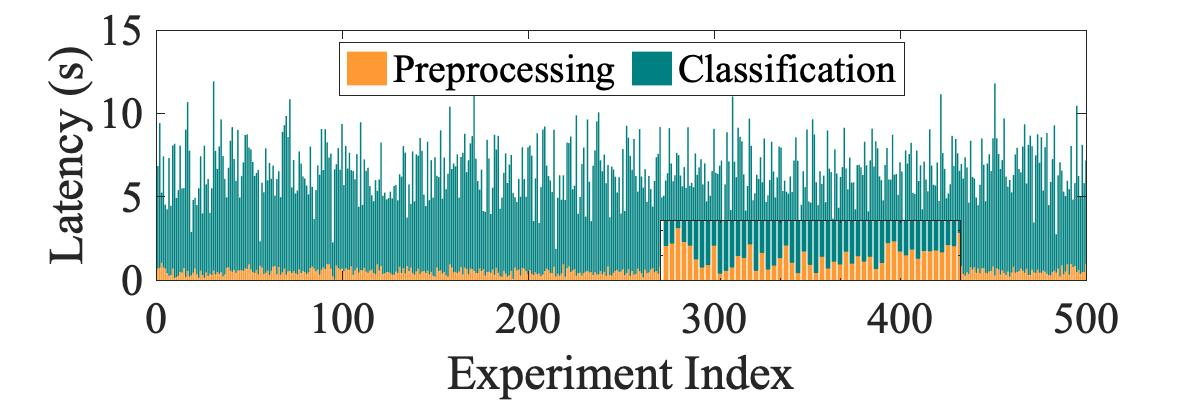 15
Preprocessing Classification
10
5
0
Latency (s)
0 100 200 300 400 500
Experiment Index